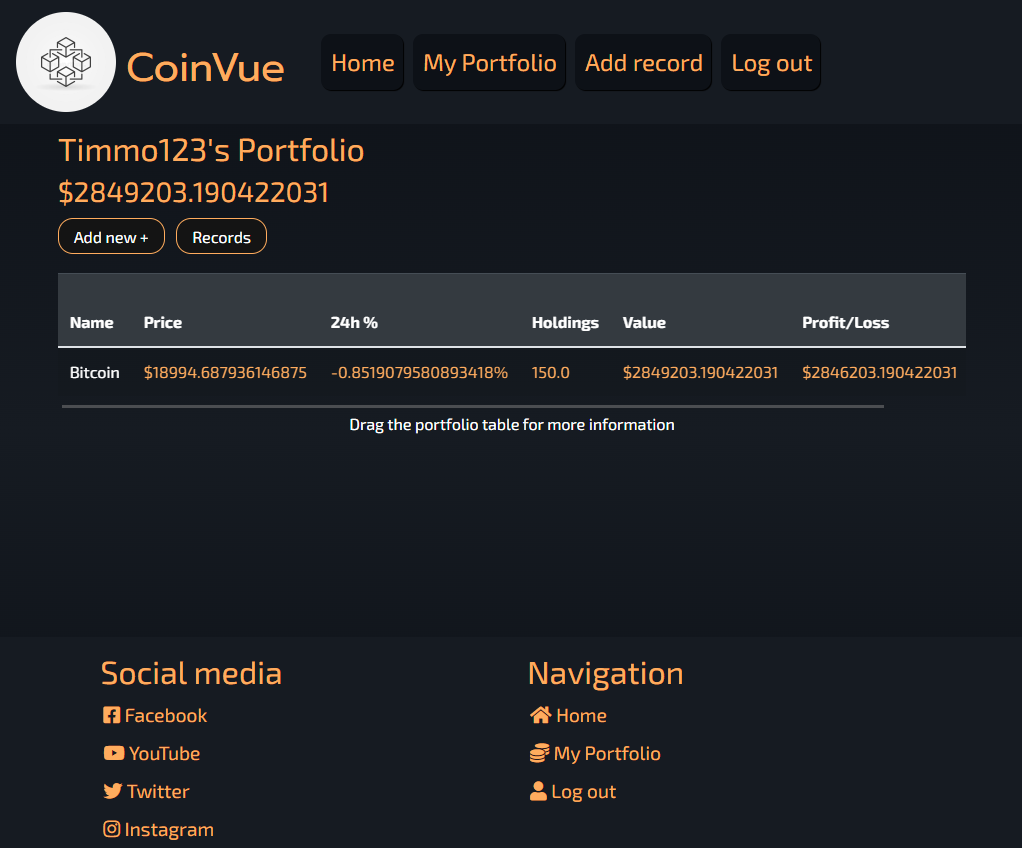 CoinVue
Home My Portfolio Add record Log out
Timmo123's Portfolio
$2849203.190422031
Add new + Records
Name Price 24h % Holdings Value Profit/Loss
Bitcoin $18994.687936146875 -0.8519079580893418% 150.0 $2849203.190422031 $2846203.190422031
Drag the portfolio table for more information
Social media
Facebook
YouTube
Twitter
Instagram
Navigation
Home
My Portfolio
Log out